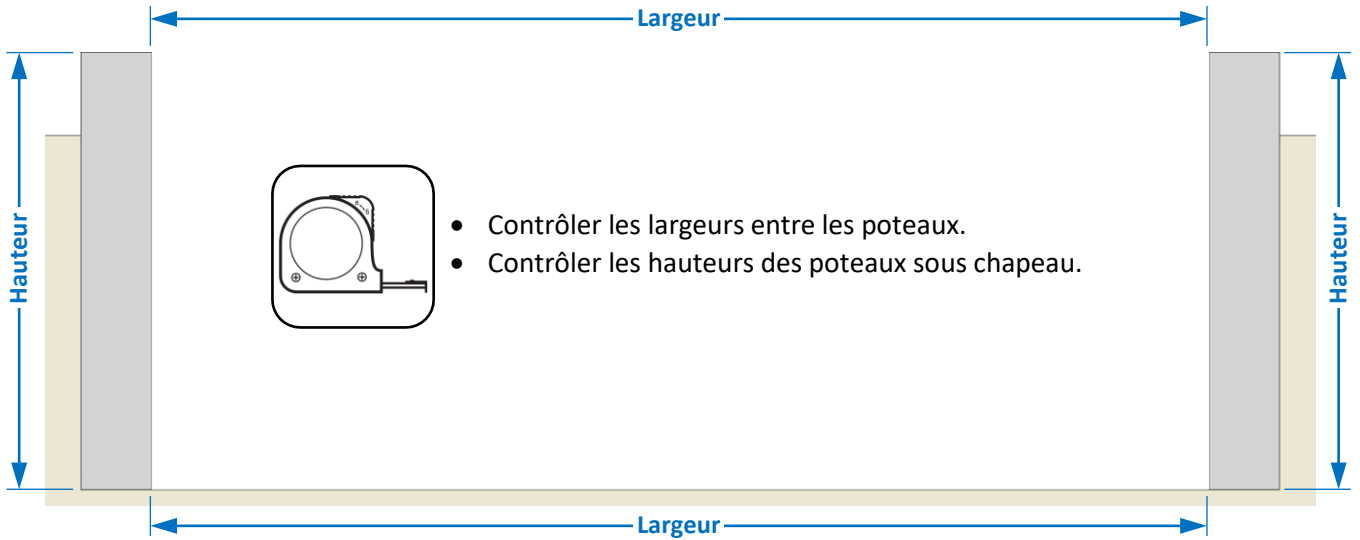 Largeur
Hauteur
Hauteur
• Contrôler les largeurs entre les poteaux.
• Contrôler les hauteurs des poteaux sous chapeau.
Largeur